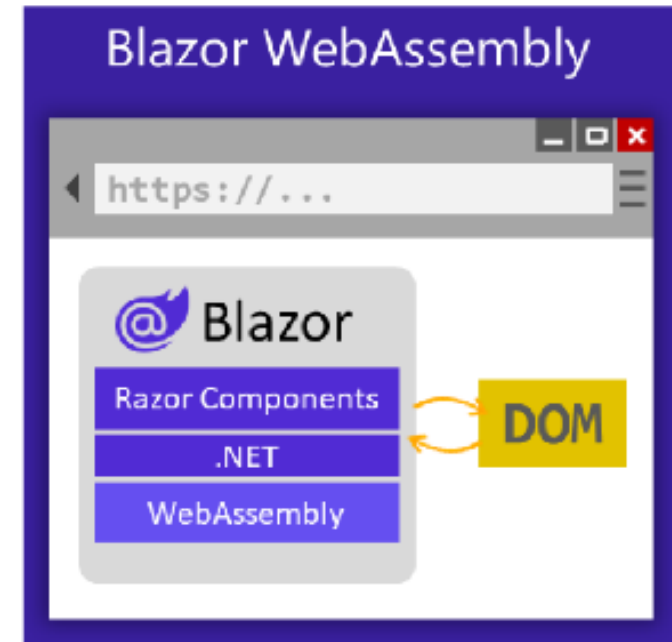 Blazor WebAssembly
https://...
@ Blazor
Razor Components
.NET
WebAssembly
DOM